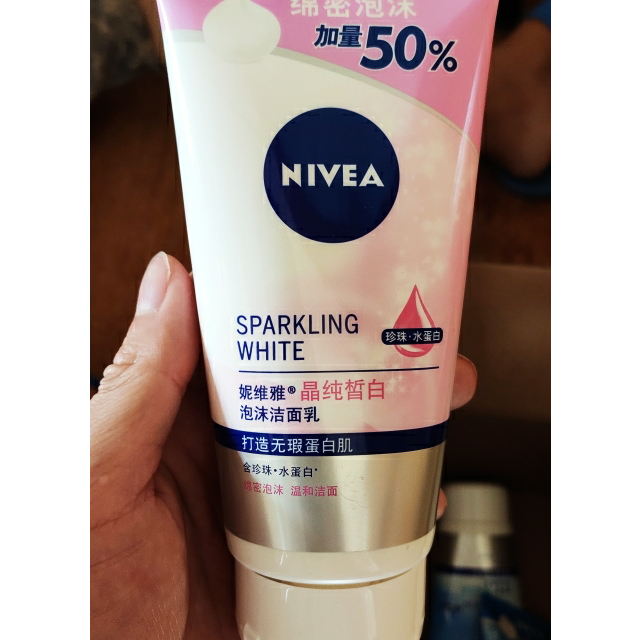 绵密泡沫
加量50%
NIVEA
SPARKLING
WHITE
珍珠·水蛋白
妮维雅®晶纯皙白
泡沫洁面乳
打造无瑕蛋白肌
含珍珠·水蛋白*
绵密泡沫 温和洁面